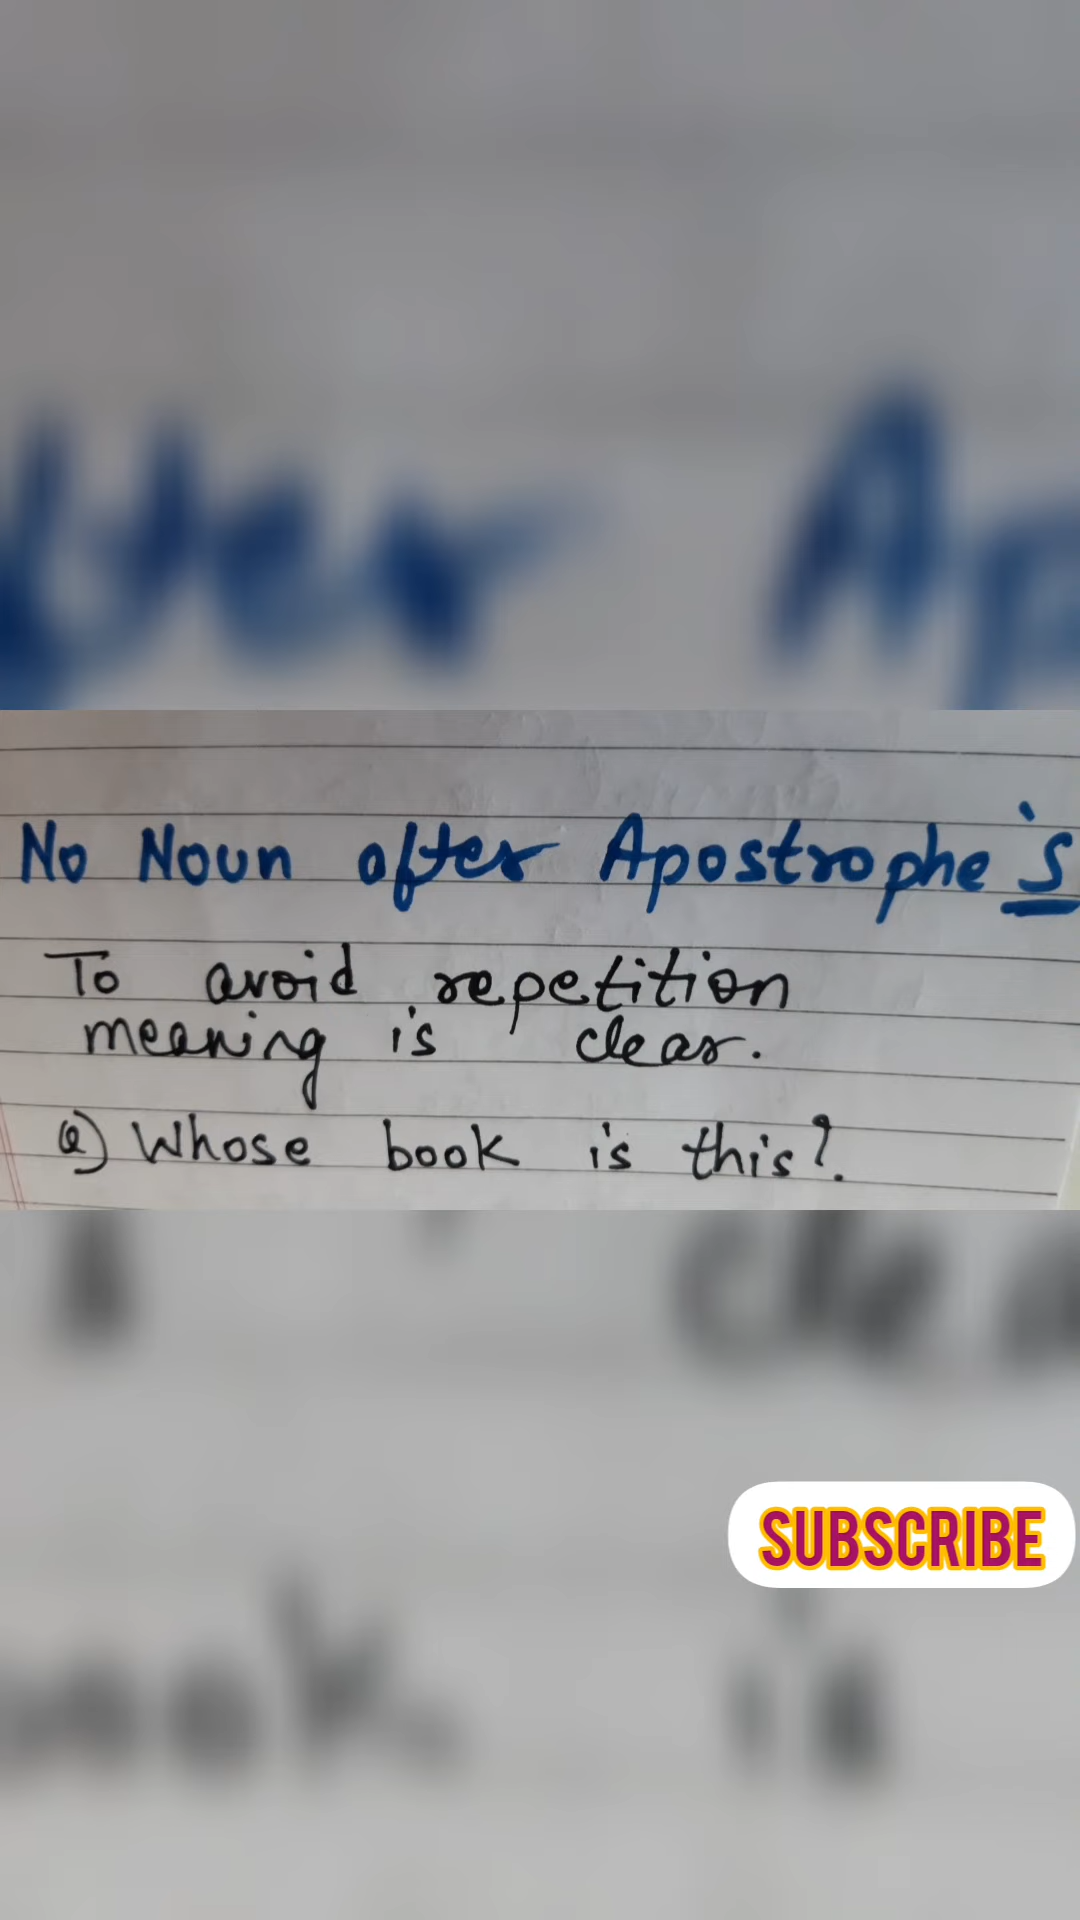 No Noun after Apostrophe's
To avoid repetition
meaning is clear.
a) Whose book is this?.
SUBSCRIBE